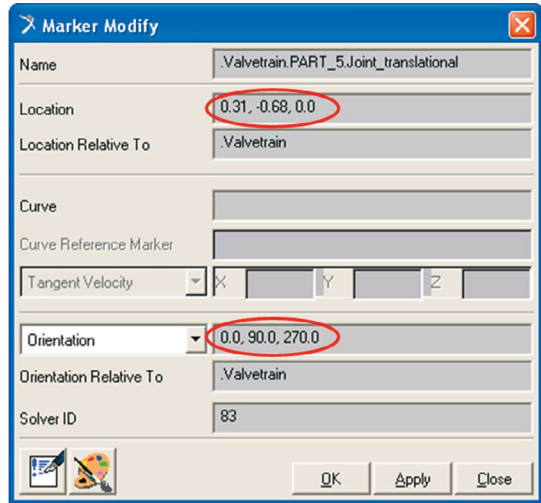 Marker Modify
Name .Valvetrain.PART_5.Joint_translational
Location 0.31, -0.68, 0.0
Location Relative To .Valvetrain
Curve
Curve Reference Marker
Tangent Velocity X Y Z
Orientation 0.0, 90.0, 270.0
Orientation Relative To .Valvetrain
Solver ID 83
OK Apply Close